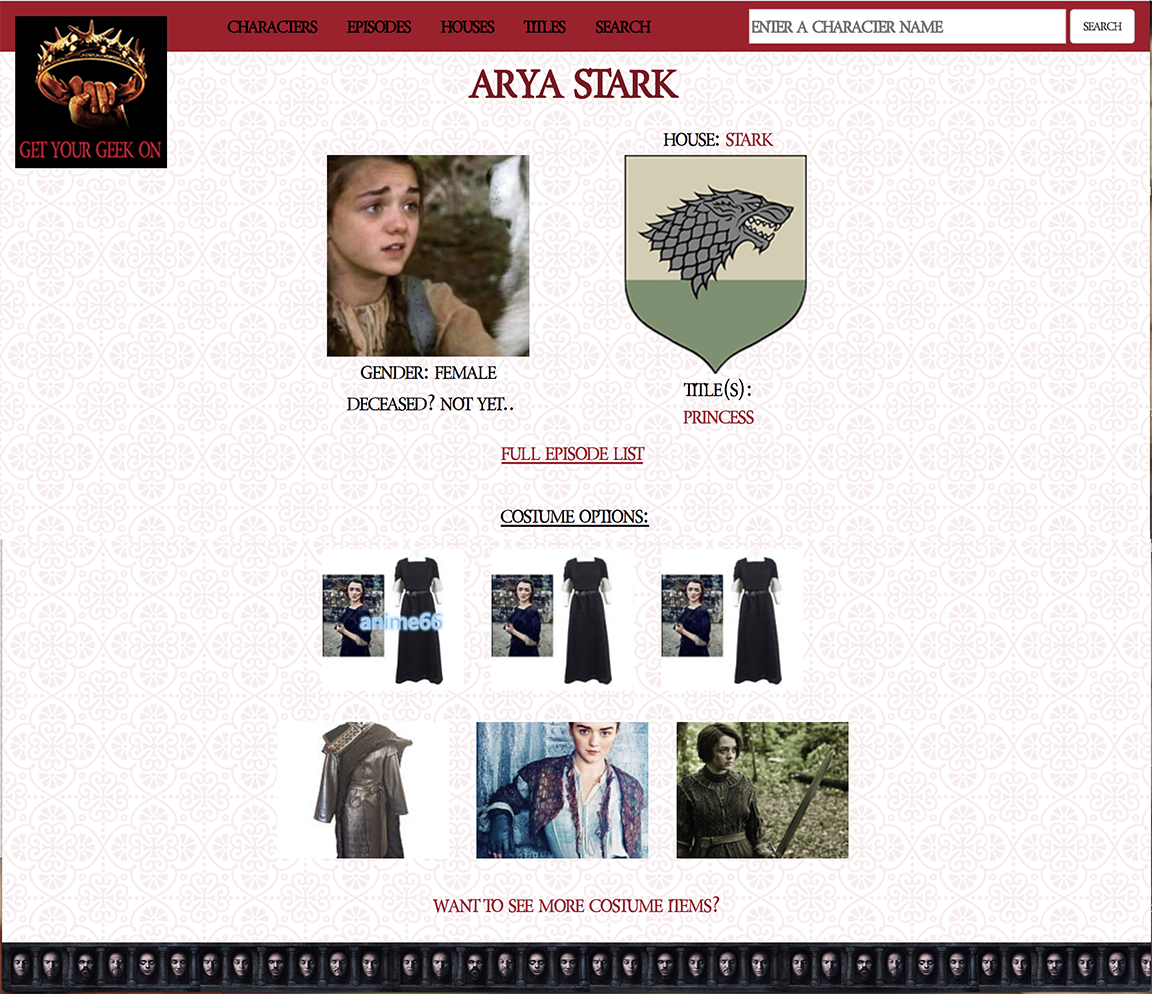 CHARACTERS EPISODES HOUSES TITLES SEARCH
ENTER A CHARACTER NAME SEARCH
GET YOUR GEEK ON
ARYA STARK
HOUSE: STARK
GENDER: FEMALE
DECEASED? NOT YET..
TITLE(S):
PRINCESS
FULL EPISODE LIST
COSTUME OPTIONS:
anime66
WANT TO SEE MORE COSTUME ITEMS?